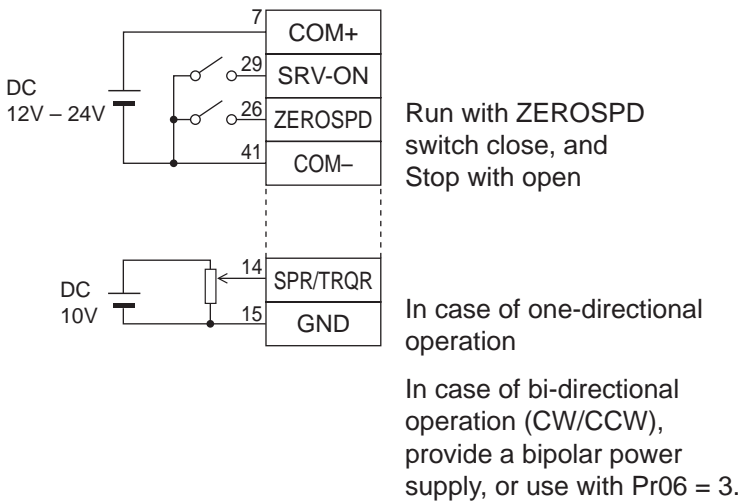 7
COM+
DC
12V – 24V
29
SRV-ON
26
ZEROSPD
41
COM–
Run with ZEROSPD
switch close, and
Stop with open
DC
10V
14
SPR/TRQR
15
GND
In case of one-directional
operation
In case of bi-directional
operation (CW/CCW),
provide a bipolar power
supply, or use with Pr06 = 3.